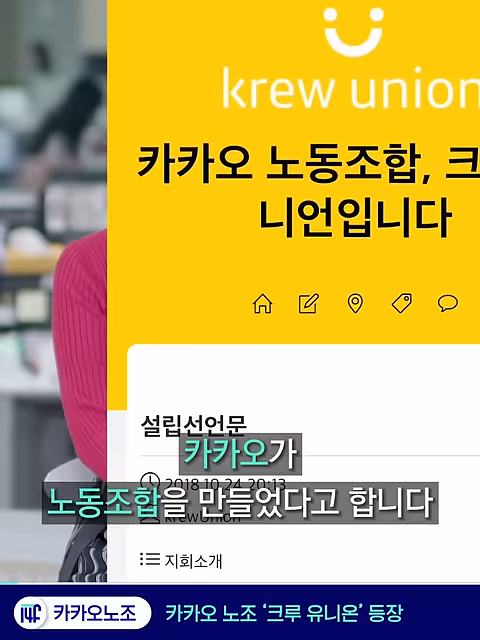 krew union
카카오 노동조합, 크
니언입니다
설립선언문
카카오가
2018.10.24 20:13
노동조합을 만들었다고 합니다
krewunion
지회소개
카카오노조
카카오 노조 ‘크루 유니온’ 등장